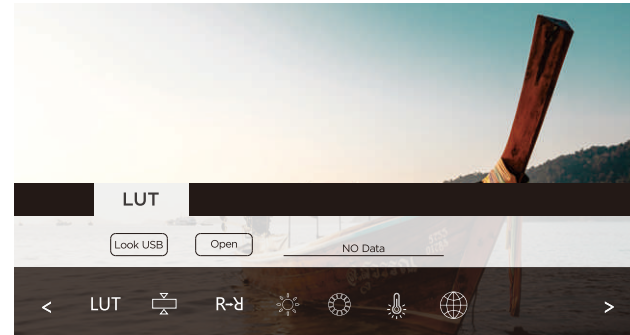 LUT
Look USB Open NO Data
< LUT R→R >